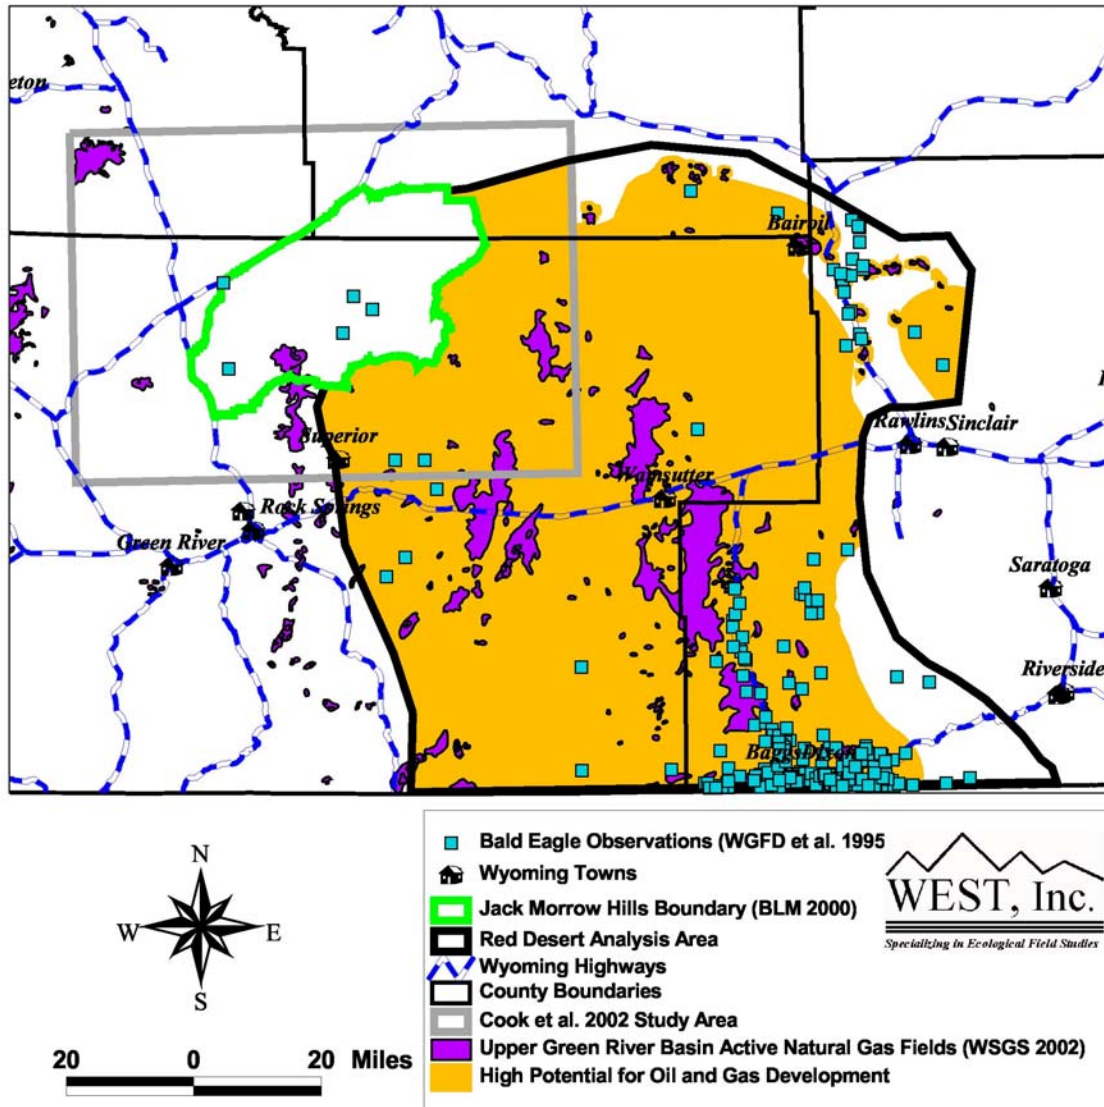 eton
Bairoil
Superior
Rawlins
Sinclair
Wamsutter
Rock Springs
Green River
Saratoga
Riverside
Baggs
Dixon
N
W
E
S
20 0 20 Miles
Bald Eagle Observations (WGFD et al. 1995
Wyoming Towns
Jack Morrow Hills Boundary (BLM 2000)
Red Desert Analysis Area
Wyoming Highways
County Boundaries
Cook et al. 2002 Study Area
Upper Green River Basin Active Natural Gas Fields (WSGS 2002)
High Potential for Oil and Gas Development
WEST, Inc.
Specializing in Ecological Field Studies